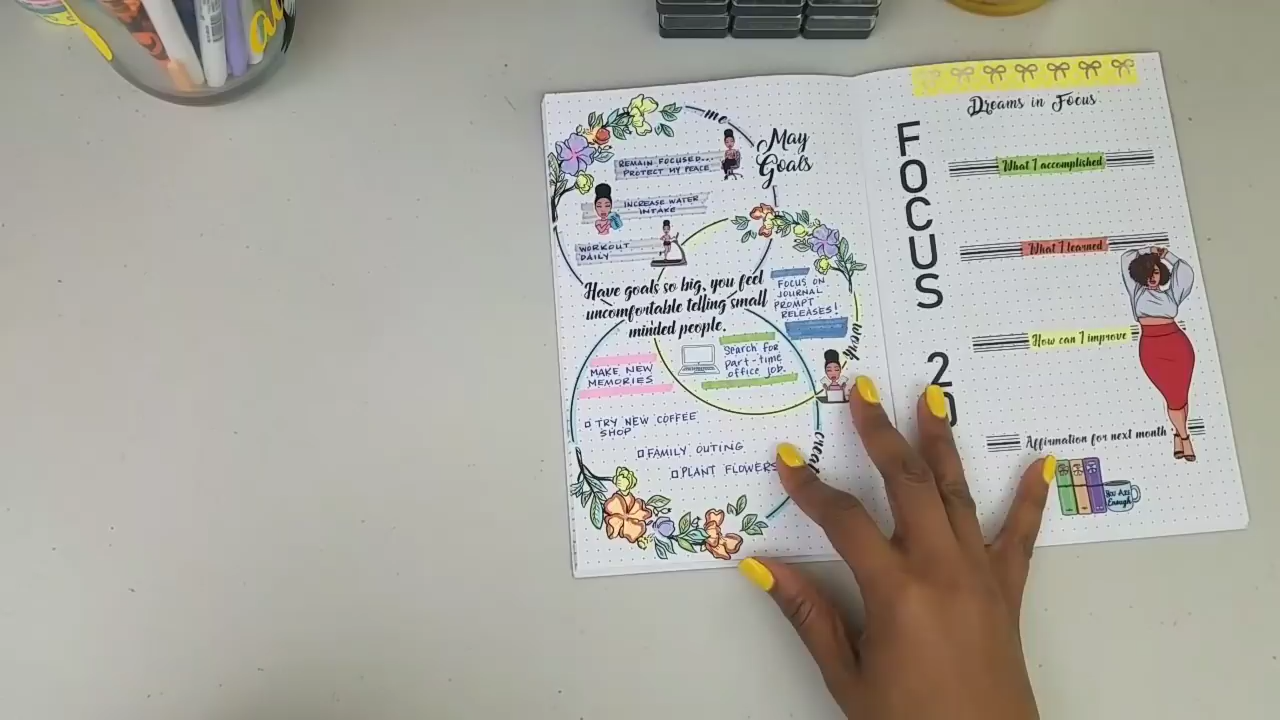 me
May
Goals
REMAIN FOCUSED...
PROTECT MY PEACE
INCREASE WATER
INTAKE
WORKOUT
DAILY
Have goals so big, you feel
uncomfortable telling small
minded people.
FOCUS ON
JOURNAL
PROMPT
RELEASES!
work
Search for
part-time
office job.
MAKE NEW
MEMORIES
TRY NEW COFFEE
SHOP
FAMILY OUTING
PLANT FLOWERS
Dreams in Focus
FOCUS
2
What I accomplished
What I learned
How can I improve
Affirmation for next month
You Are
Enough